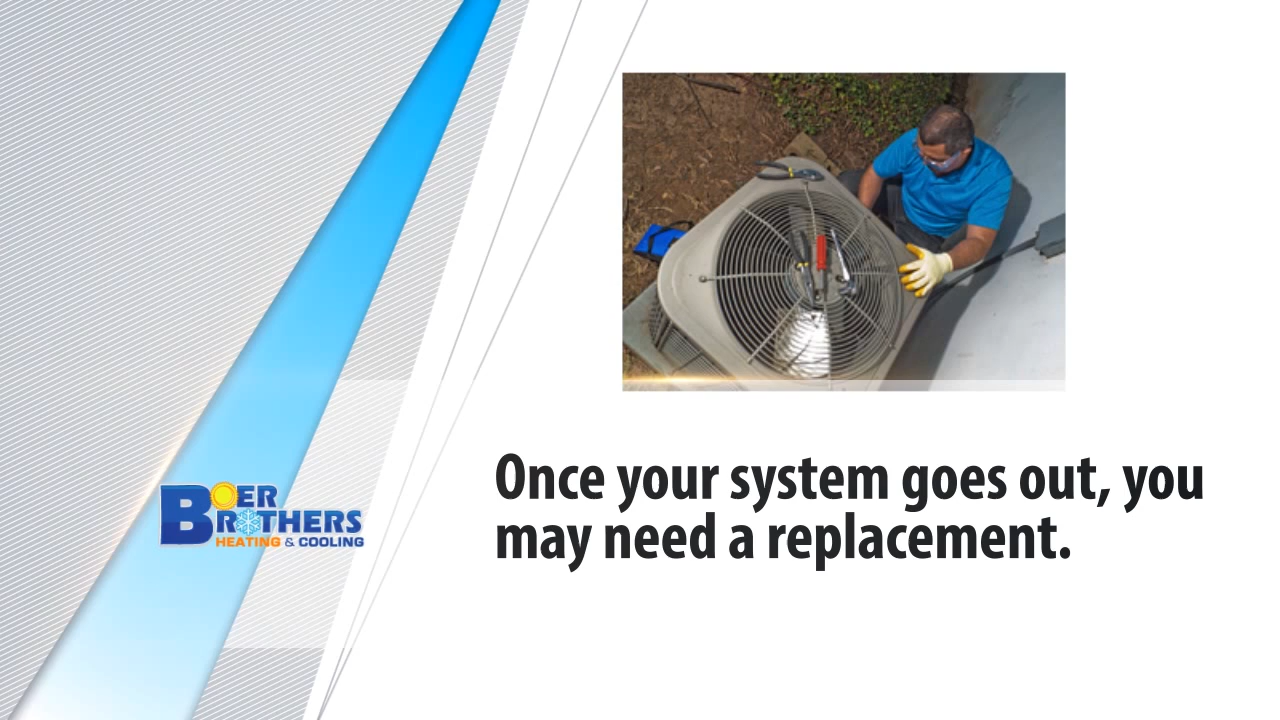 Once your system goes out, you
may need a replacement.
BOER
BROTHERS
HEATING & COOLING